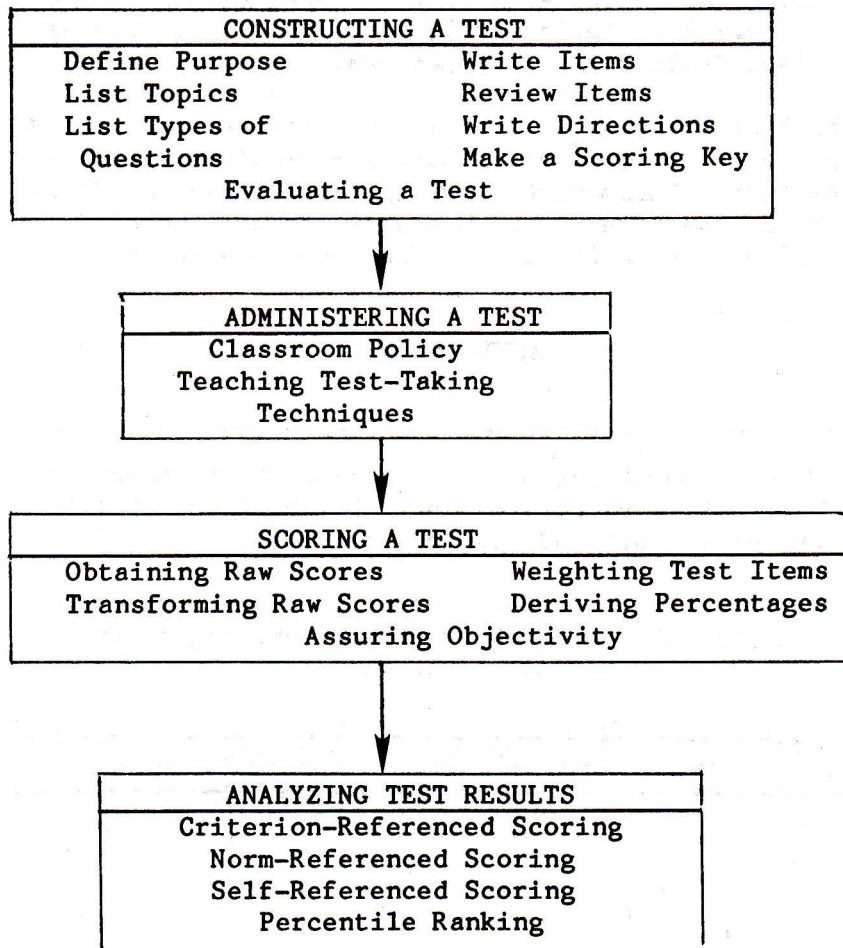 CONSTRUCTING A TEST
Define Purpose
List Topics
List Types of
Questions
Write Items
Review Items
Write Directions
Make a Scoring Key
Evaluating a Test
ADMINISTERING A TEST
Classroom Policy
Teaching Test-Taking
Techniques
SCORING A TEST
Obtaining Raw Scores
Transforming Raw Scores
Weighting Test Items
Deriving Percentages
Assuring Objectivity
ANALYZING TEST RESULTS
Criterion-Referenced Scoring
Norm-Referenced Scoring
Self-Referenced Scoring
Percentile Ranking